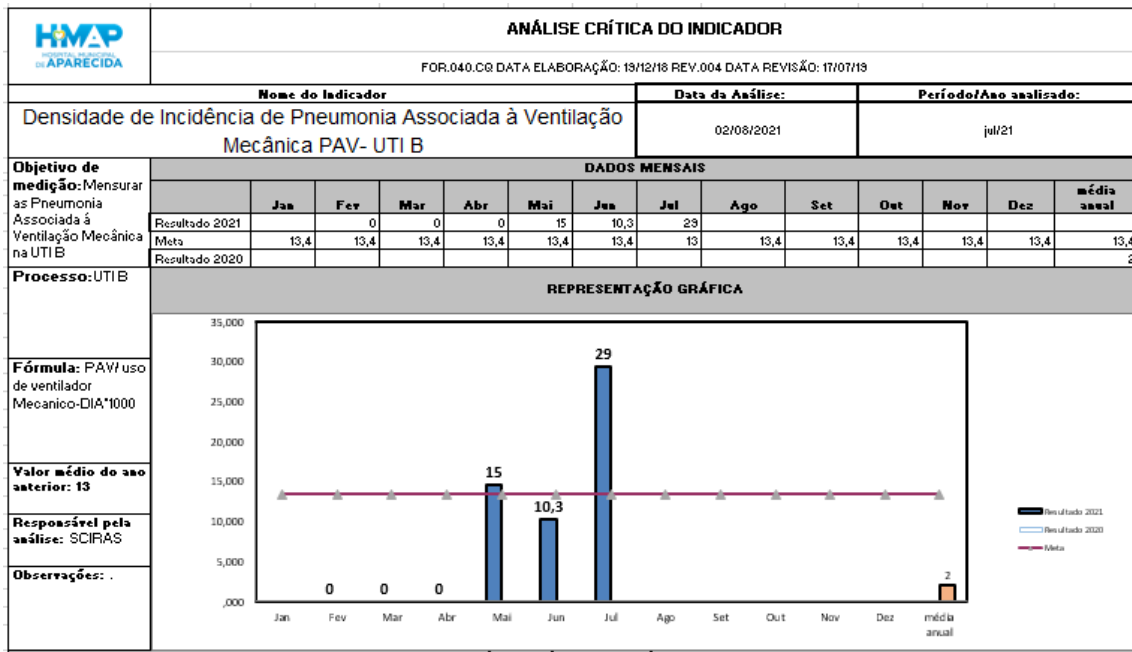 HMAP
HOSPITAL MUNICIPAL
DE APARECIDA
ANÁLISE CRÍTICA DO INDICADOR
FOR.040.CQ DATA ELABORAÇÃO: 19/12/18 REV.004 DATA REVISÃO: 17/07/19
Nome do Indicador
Data da Análise:
Período/Ano analisado:
Densidade de Incidência de Pneumonia Associada à Ventilação
Mecânica PAV- UTI B
02/08/2021
jul/21
Objetivo de
medição: Mensurar
as Pneumonia
Associada á
Ventilação Mecânica
na UTI B
DADOS MENSAIS
Jan Fev Mar Abr Mai Jun Jul Ago Set Out Nov Dez média anual
Resultado 2021 0 0 0 15 10,3 29
Meta 13,4 13,4 13,4 13,4 13,4 13,4 13 13,4 13,4 13,4 13,4 13,4 13,4
Resultado 2020 2
Processo: UTI B
REPRESENTAÇÃO GRÁFICA
Fórmula: PAV/ uso
de ventilador
Mecanico-DIA*1000
Valor médio do ano
anterior: 13
Responsável pela
análise: SCIRAS
Observações: .
35,000
30,000
25,000
20,000
15,000
10,000
5,000
,000
0 0 0 15 10,3 29 2
Jan Fev Mar Abr Mai Jun Jul Ago Set Out Nov Dez média
anual
Resultado 2021
Resultado 2020
Meta